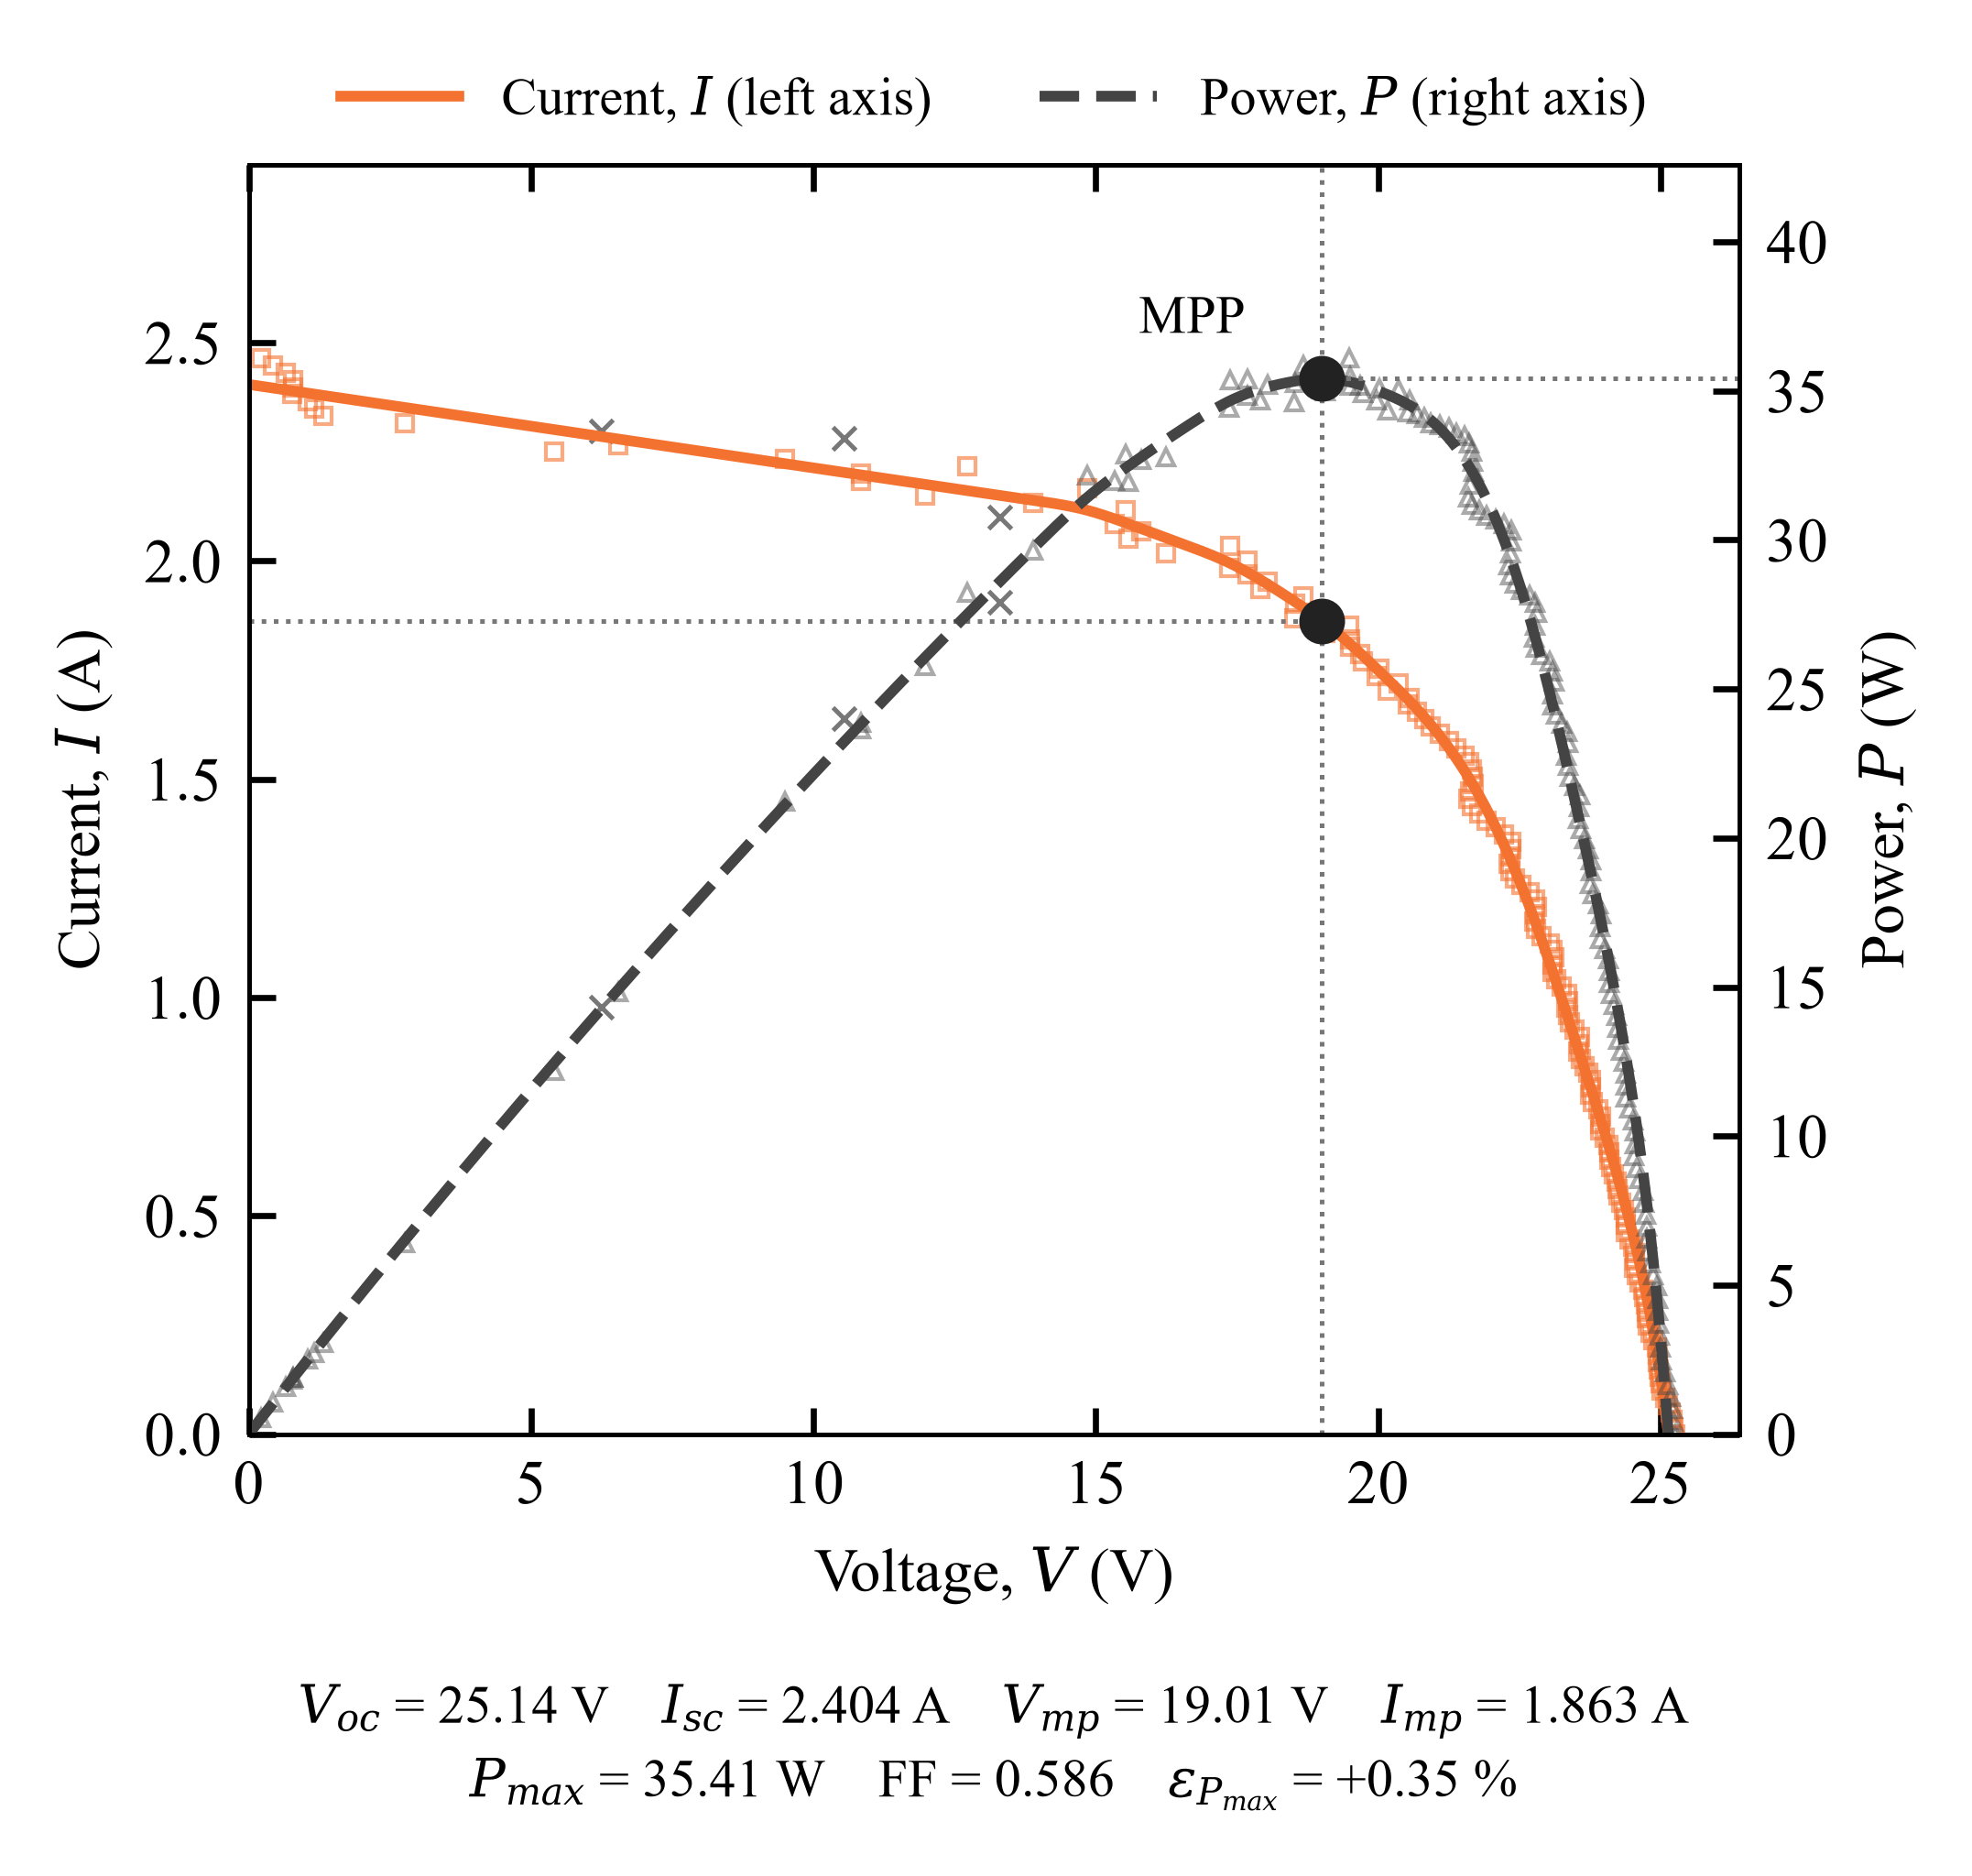 Current, I (left axis) Power, P (right axis)
MPP
Current, I (A)
2.5
2.0
1.5
1.0
0.5
0.0
40
35
30
25
20
15
10
5
0
Power, P (W)
0 5 10 15 20 25
Voltage, V (V)
V_oc = 25.14 V I_sc = 2.404 A V_mp = 19.01 V I_mp = 1.863 A
P_max = 35.41 W FF = 0.586 ε_P_max = +0.35 %